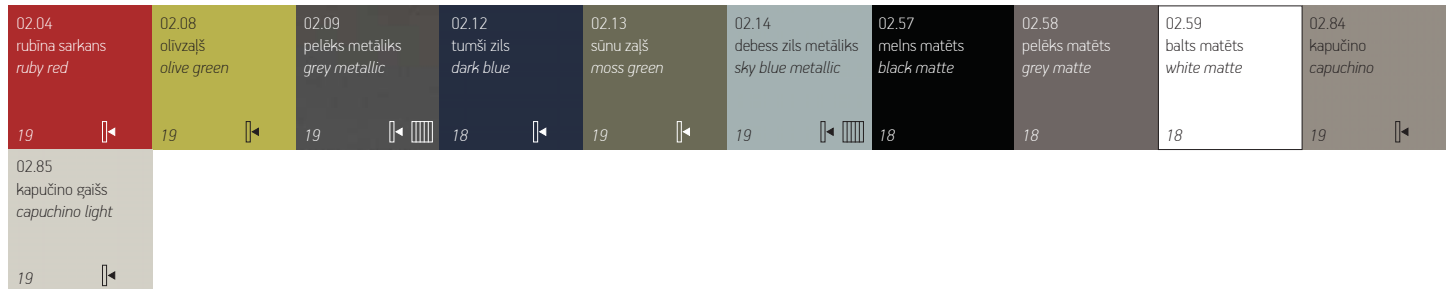 02.04
rubīna sarkans
ruby red
19
02.08
olīvzaļš
olive green
19
02.09
pelēks metāliks
grey metallic
19
02.12
tumši zils
dark blue
18
02.13
sūnu zaļš
moss green
19
02.14
debess zils metāliks
sky blue metallic
19
02.57
melns matēts
black matte
18
02.58
pelēks matēts
grey matte
18
02.59
balts matēts
white matte
18
02.84
kapučīno
capuchino
19
02.85
kapučino gaišs
capuchino light
19